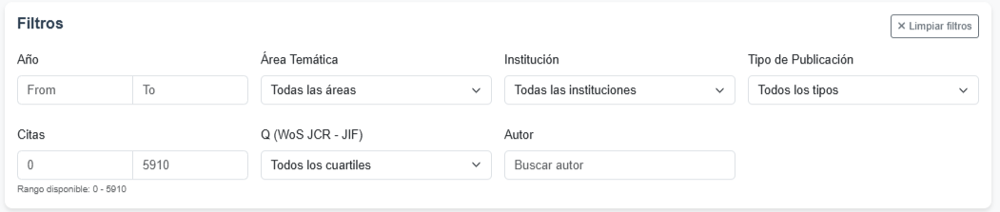 Filtros
✕ Limpiar filtros
Año Área Temática Institución Tipo de Publicación
From To Todas las áreas Todas las instituciones Todos los tipos
Citas Q (WoS JCR - JIF) Autor
0 5910 Todos los cuartiles Buscar autor
Rango disponible: 0 - 5910